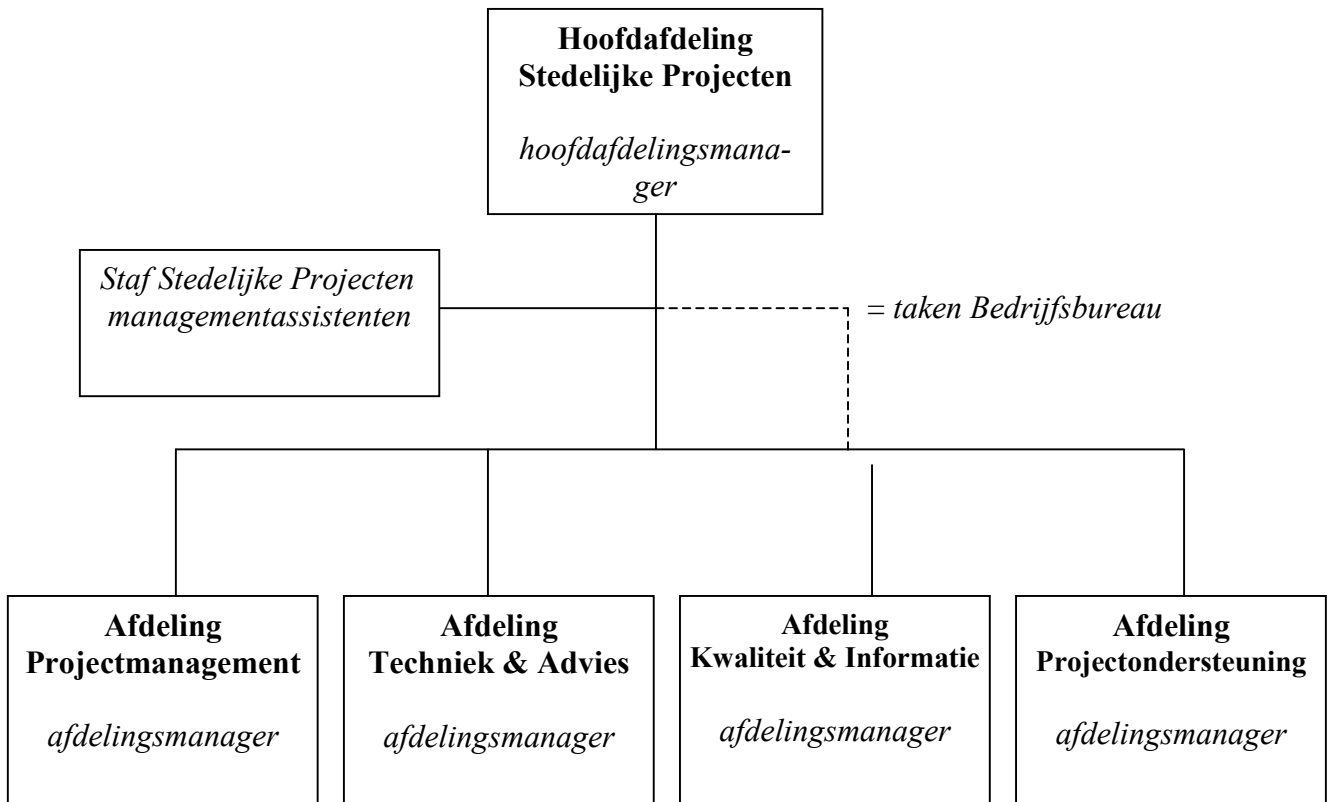 Hoofdafdeling
Stedelijke Projecten
hoofdafdelingsmana-
ger
Staf Stedelijke Projecten
managementassistenten
= taken Bedrijfsbureau
Afdeling
Projectmanagement
afdelingsmanager
Afdeling
Techniek & Advies
afdelingsmanager
Afdeling
Kwaliteit & Informatie
afdelingsmanager
Afdeling
Projectondersteuning
afdelingsmanager